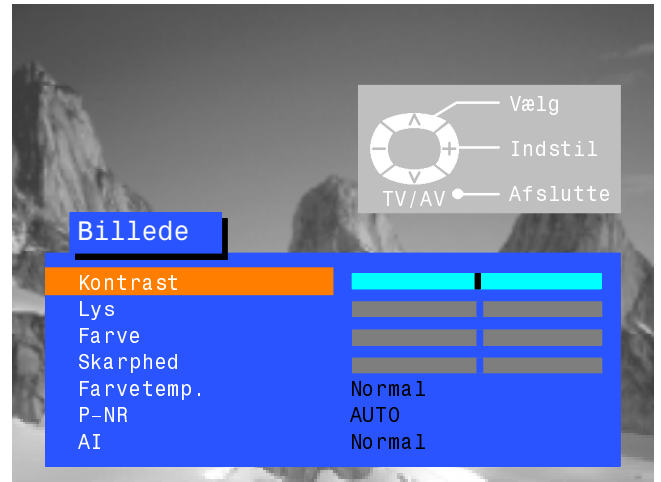 Vælg
Indstil
TV/AV Afslutte
Billede
Kontrast
Lys
Farve
Skarphed
Farvetemp. Normal
P-NR AUTO
AI Normal